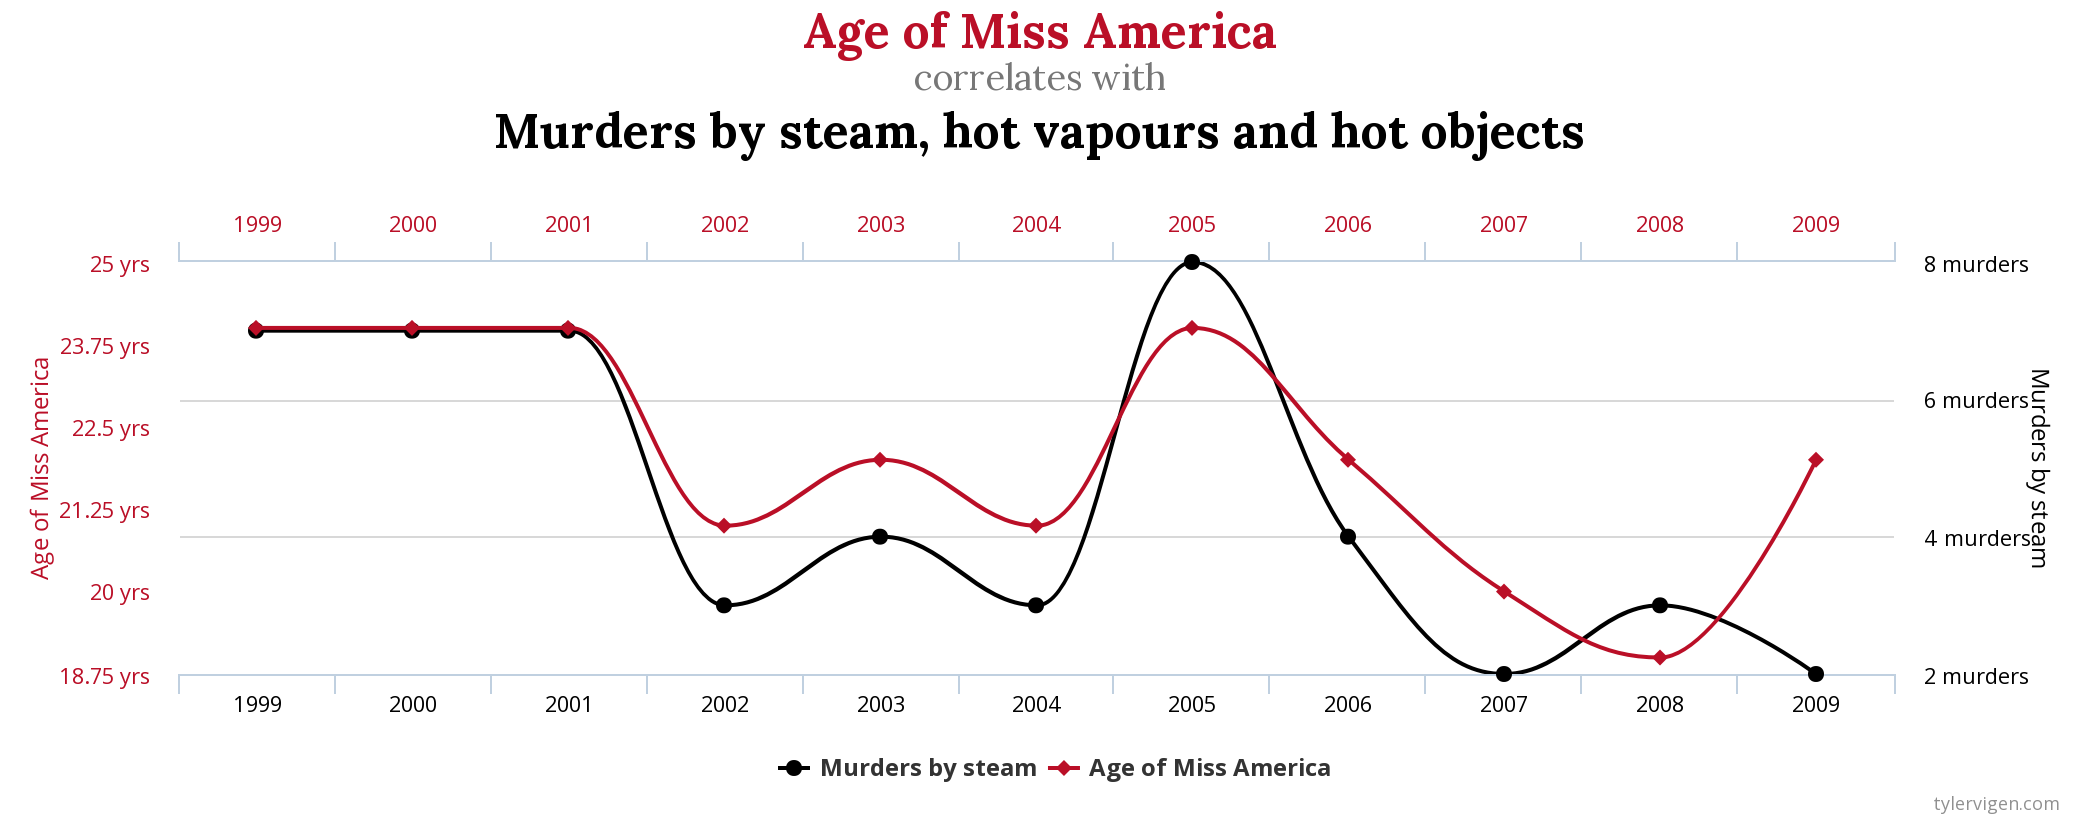 Age of Miss America
correlates with
Murders by steam, hot vapours and hot objects
1999 2000 2001 2002 2003 2004 2005 2006 2007 2008 2009
25 yrs 8 murders
23.75 yrs
6 murders
22.5 yrs
21.25 yrs
4 murders
20 yrs
18.75 yrs 2 murders
Age of Miss America
Murders by steam
1999 2000 2001 2002 2003 2004 2005 2006 2007 2008 2009
Murders by steam Age of Miss America
tylervigen.com